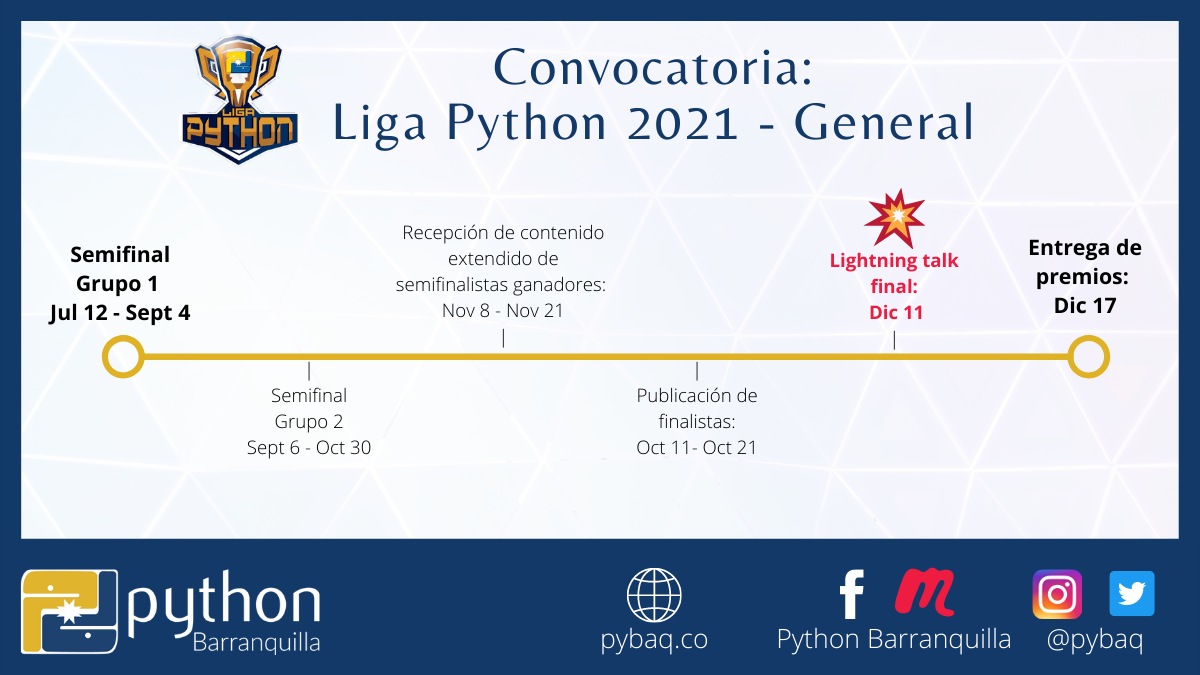 LIGA
PYTHON
Convocatoria:
Liga Python 2021 - General
Semifinal
Grupo 1
Jul 12 - Sept 4
Semifinal
Grupo 2
Sept 6 - Oct 30
Recepción de contenido
extendido de
semifinalistas ganadores:
Nov 8 - Nov 21
Publicación de
finalistas:
Oct 11- Oct 21
Lightning talk
final:
Dic 11
Entrega de
premios:
Dic 17
python
Barranquilla
pybaq.co
Python Barranquilla
@pybaq